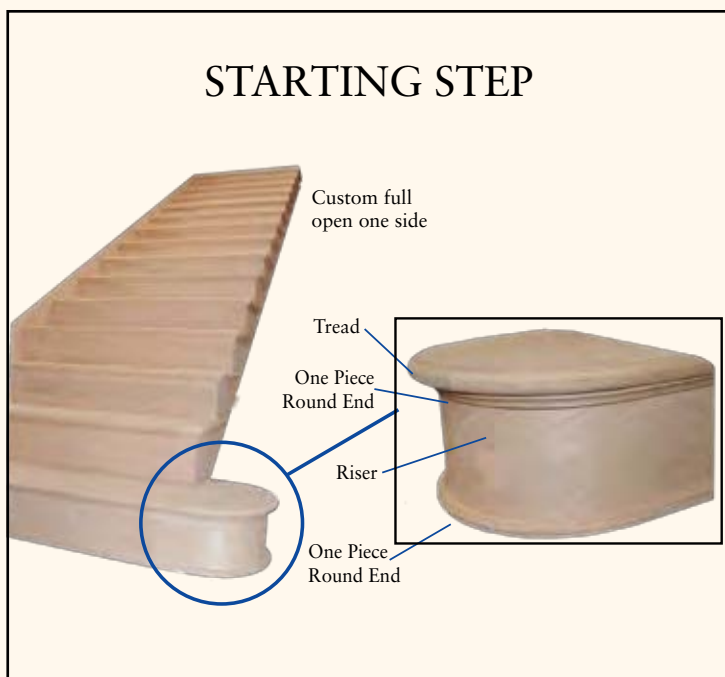 STARTING STEP
Custom full
open one side
Tread
One Piece
Round End
Riser
One Piece
Round End